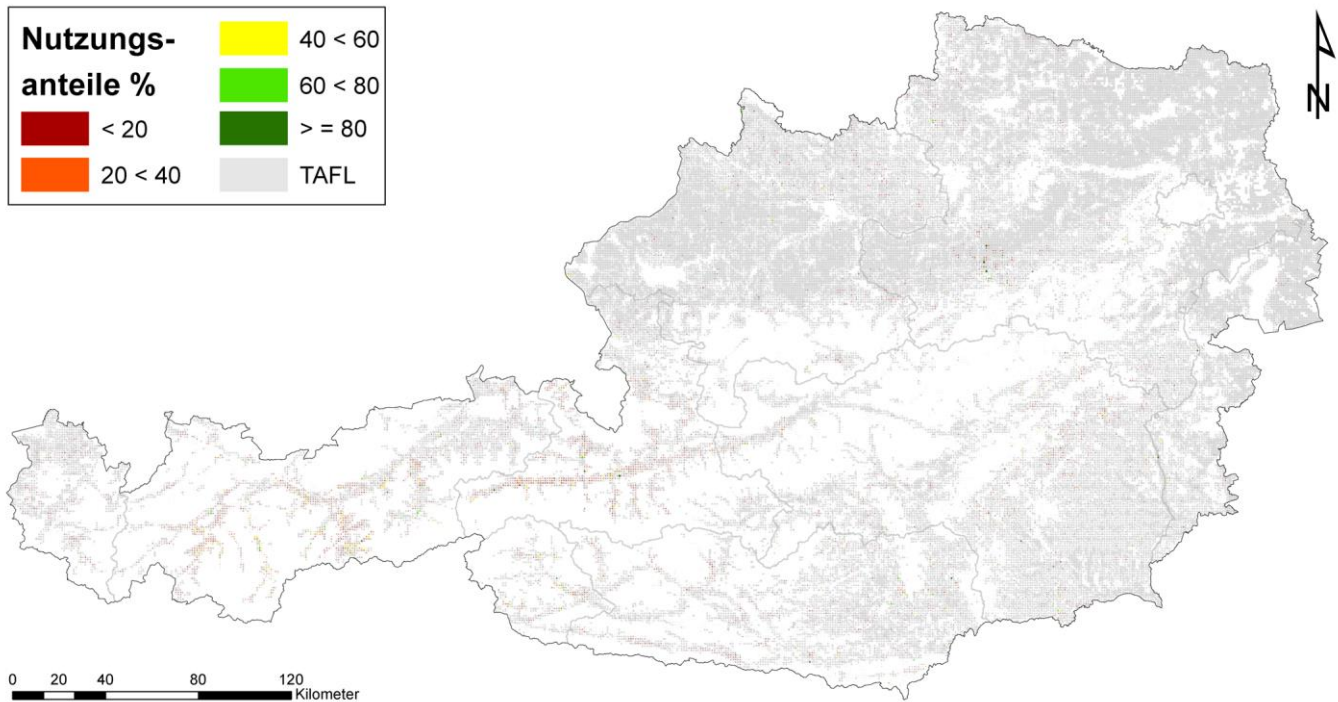 Nutzungs-
anteile %
< 20
20 < 40
40 < 60
60 < 80
> = 80
TAFL
N
0 20 40 80 120
Kilometer